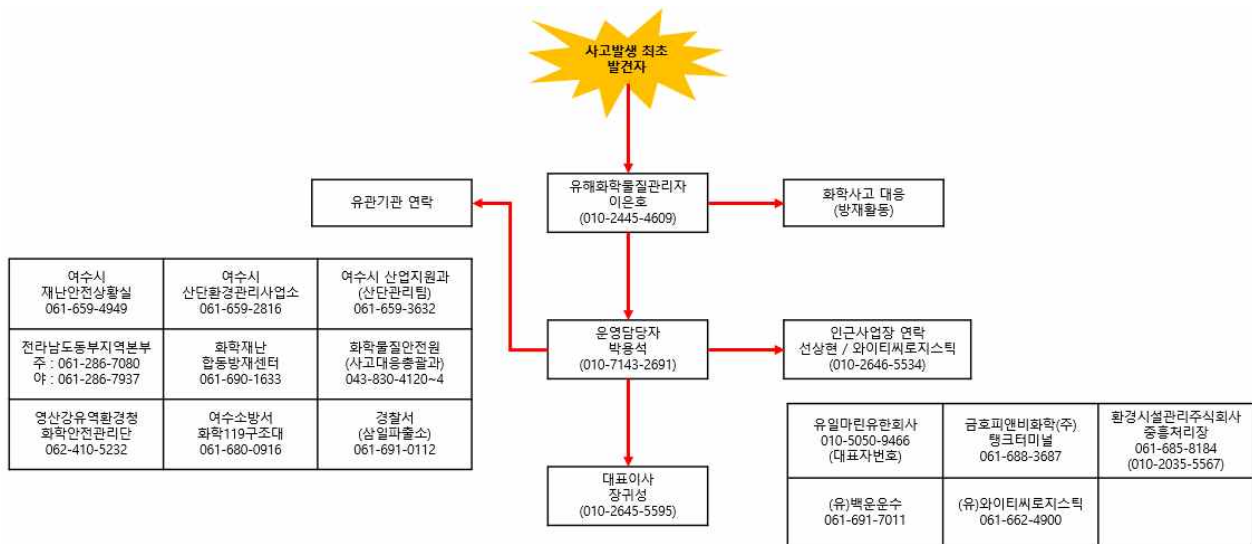 사고발생 최초
발견자
유해화학물질관리자
이은호
(010-2445-4609)
화학사고 대응
(방재활동)
유관기관 연락
운영담당자
박용석
(010-7143-2691)
인근사업장 연락
선상현 / 와이티씨로지스틱
(010-2646-5534)
대표이사
장귀성
(010-2645-5595)
여수시
재난안전상황실
061-659-4949
여수시
산단환경관리사업소
061-659-2816
여수시 산업지원과
(산단관리팀)
061-659-3632
전라남도동부지역본부
주 : 061-286-7080
야 : 061-286-7937
화학재난
합동방재센터
061-690-1633
화학물질안전원
(사고대응총괄과)
043-830-4120~4
영산강유역환경청
화학안전관리단
062-410-5232
여수소방서
화학119구조대
061-680-0916
경찰서
(삼일파출소)
061-691-0112
유일마린유한회사
010-5050-9466
(대표자번호)
금호피앤비화학(주)
탱크터미널
061-688-3687
환경시설관리주식회사
중흥처리장
061-685-8184
(010-2035-5567)
(유)백운운수
061-691-7011
(유)와이티씨로지스틱
061-662-4900